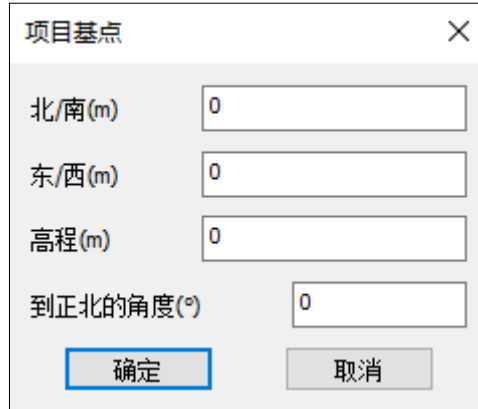 项目基点
北/南(m) 0
东/西(m) 0
高程(m) 0
到正北的角度(°) 0
确定 取消